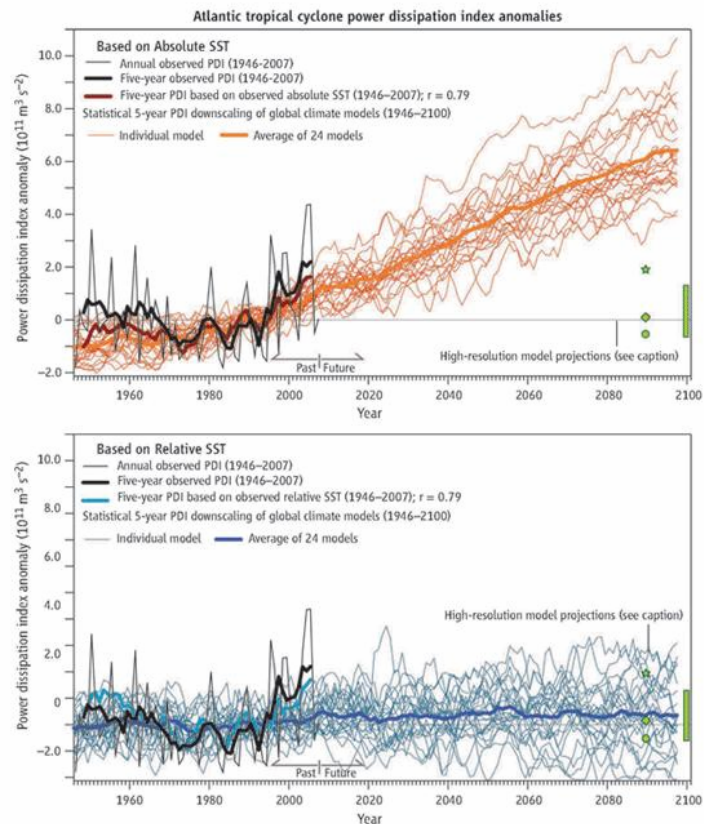 Atlantic tropical cyclone power dissipation index anomalies
Based on Absolute SST
Annual observed PDI (1946-2007)
Five-year observed PDI (1946-2007)
Five-year PDI based on observed absolute SST (1946–2007); r = 0.79
Statistical 5-year PDI downscaling of global climate models (1946–2100)
Individual model
Average of 24 models
Power dissipation index anomaly (10¹¹ m³ s⁻²)
10.0
8.0
6.0
4.0
2.0
0
–2.0
High-resolution model projections (see caption)
Past
Future
1960 1980 2000 2020 2040 2060 2080 2100
Year
Based on Relative SST
Annual observed PDI (1946–2007)
Five-year observed PDI (1946–2007)
Five-year PDI based on observed relative SST (1946–2007); r = 0.79
Statistical 5-year PDI downscaling of global climate models (1946–2100)
Individual model
Average of 24 models
Power dissipation index anomaly (10¹¹ m³ s⁻²)
10.0
8.0
6.0
4.0
2.0
0
–2.0
High-resolution model projections (see caption)
Past
Future
1960 1980 2000 2020 2040 2060 2080 2100
Year